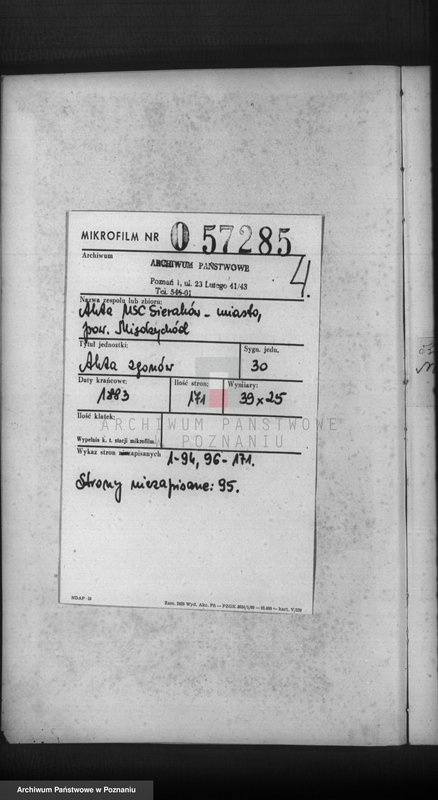 MIKROFILM NR 0 57285
Archiwum
ARCHIWUM PAŃSTWOWE
Poznań 1, ul. 23 Lutego 41/43
Tel. 546-01
4.
Nazwa zespołu lub zbioru:
Akta USC Sieraków - miasto,
pow. Międzychód
Tytuł jednostki:
Akta zgonów
Sygn. jedn.
30
Daty krańcowe:
1883
Ilość stron:
171
Wymiary:
39 x 25
Ilość klatek:
Wypełnia k. t. stacji mikrofilm.
ARCHIWUM PAŃSTWOWE
W POZNANIU
Wykaz stron niezapisanych
1-94, 96-171.
Strony niezapisane: 95.
NDAP-25
Archiwum Państwowe w Poznaniu